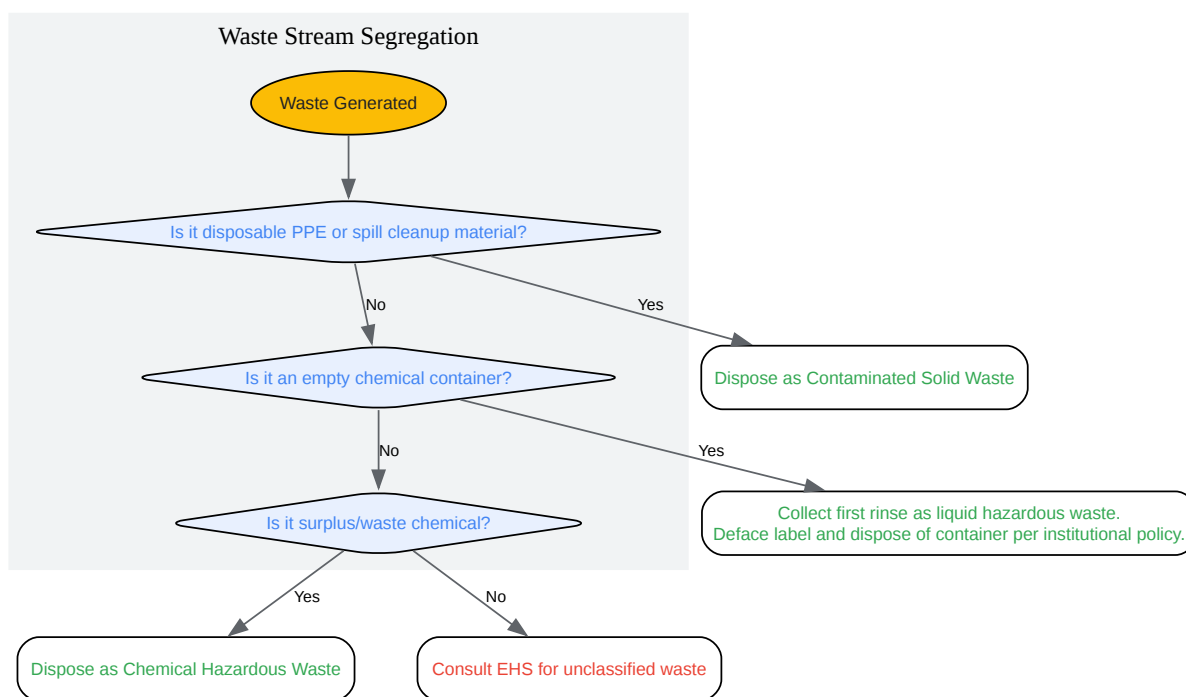 Waste Stream Segregation
Waste Generated
Is it disposable PPE or spill cleanup material?
No
Yes
Is it an empty chemical container?
Dispose as Contaminated Solid Waste
No
Yes
Is it surplus/waste chemical?
Collect first rinse as liquid hazardous waste.
Deface label and dispose of container per institutional policy.
Yes
No
Dispose as Chemical Hazardous Waste
Consult EHS for unclassified waste